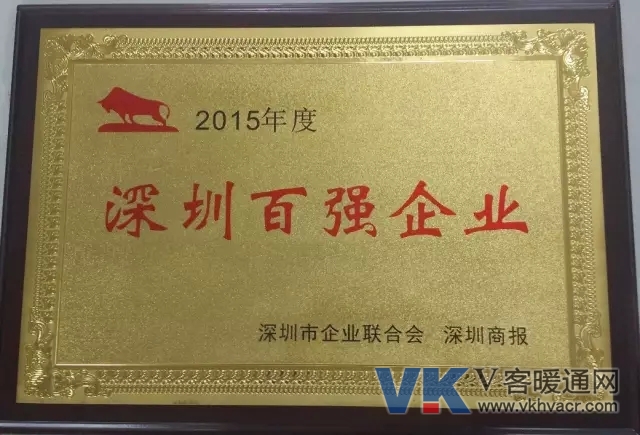 2015年度
深圳百强企业
深圳市企业联合会 深圳商报
VK V客暖通网
www.vkhvacr.com